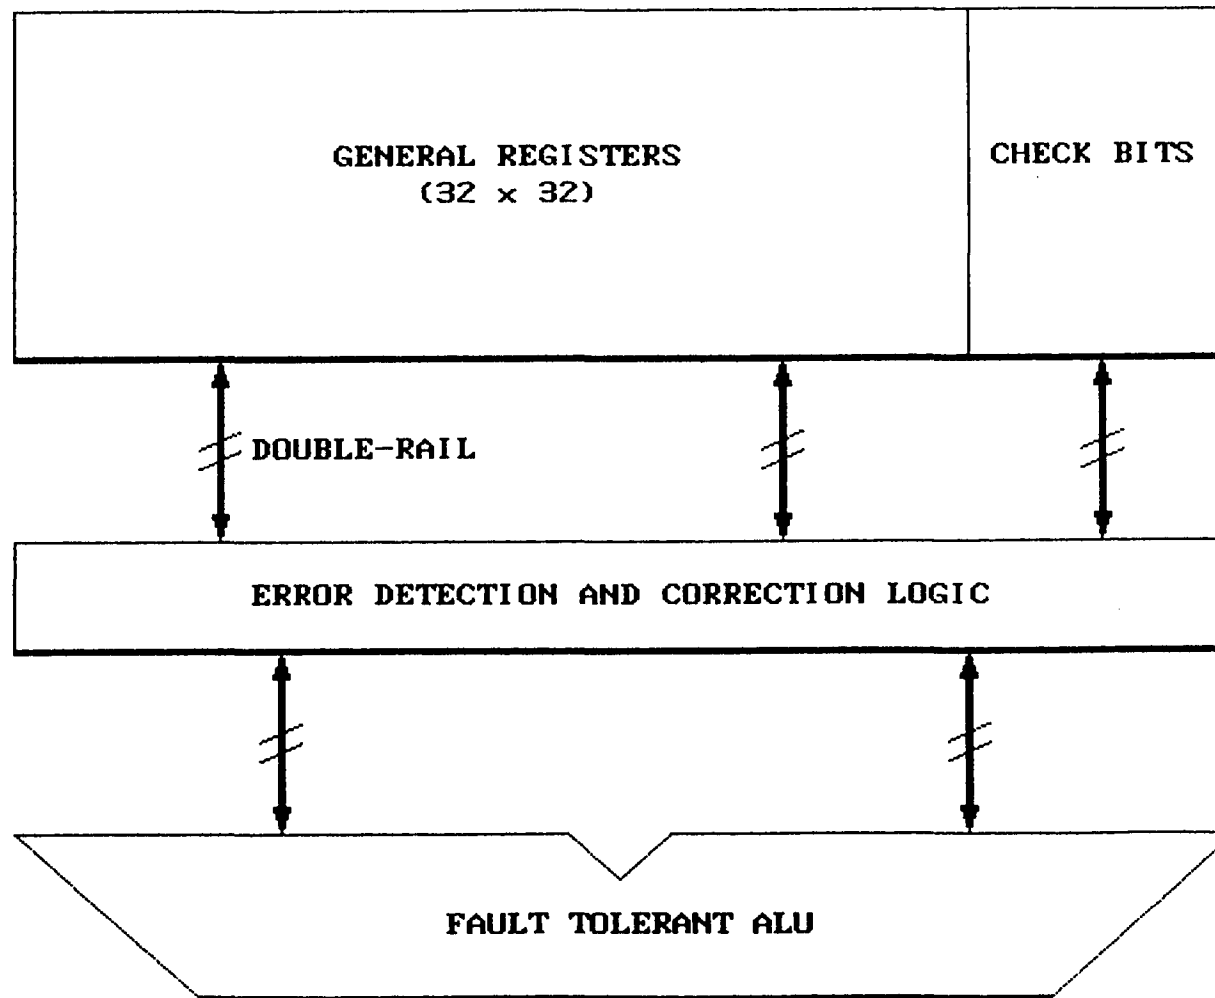 GENERAL REGISTERS
(32 x 32)
CHECK BITS
DOUBLE-RAIL
ERROR DETECTION AND CORRECTION LOGIC
FAULT TOLERANT ALU